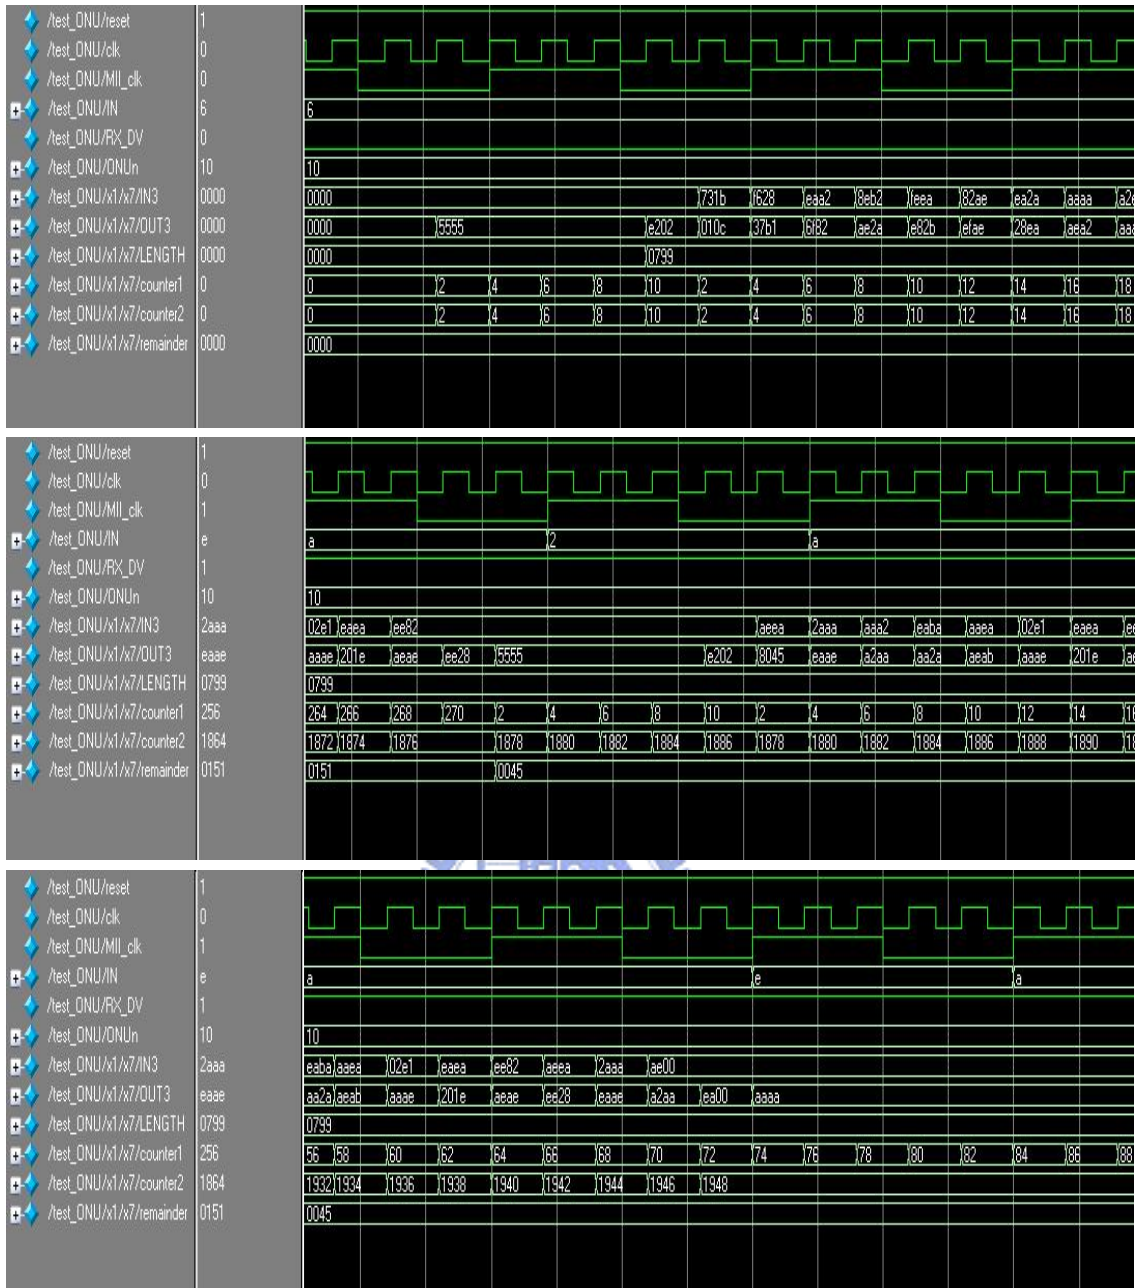 /test_ONU/reset 1
/test_ONU/clk 0
/test_ONU/MII_clk 0
/test_ONU/IN 6 6
/test_ONU/RX_DV 0
/test_ONU/ONUn 10 10
/test_ONU/x1/x7/IN3 0000 0000 731b f628 eaa2 8eb2 feea 82ae ea2a aaaa a2e
/test_ONU/x1/x7/OUT3 0000 0000 5555 e202 010c 37b1 6f82 ae2a e82b efae 28ea aea2 aaa
/test_ONU/x1/x7/LENGTH 0000 0000 0799
/test_ONU/x1/x7/counter1 0 0 2 4 6 8 10 2 4 6 8 10 12 14 16 18
/test_ONU/x1/x7/counter2 0 0 2 4 6 8 10 2 4 6 8 10 12 14 16 18
/test_ONU/x1/x7/remainder 0000 0000
/test_ONU/reset 1
/test_ONU/clk 0
/test_ONU/MII_clk 1
/test_ONU/IN e a 2 a
/test_ONU/RX_DV 1
/test_ONU/ONUn 10 10
/test_ONU/x1/x7/IN3 2aaa 02e1 eaea ee82 aeea 2aaa aaa2 eaba aaea 02e1 eaea ee
/test_ONU/x1/x7/OUT3 eaae aaae 201e aeae ee28 5555 e202 8045 eaae a2aa aa2a aeab aaae 201e ae
/test_ONU/x1/x7/LENGTH 0799 0799
/test_ONU/x1/x7/counter1 256 264 266 268 270 2 4 6 8 10 2 4 6 8 10 12 14 16
/test_ONU/x1/x7/counter2 1864 1872 1874 1876 1878 1880 1882 1884 1886 1878 1880 1882 1884 1886 1888 1890 18
/test_ONU/x1/x7/remainder 0151 0151 0045
/test_ONU/reset 1
/test_ONU/clk 0
/test_ONU/MII_clk 1
/test_ONU/IN e a e a
/test_ONU/RX_DV 1
/test_ONU/ONUn 10 10
/test_ONU/x1/x7/IN3 2aaa eaba aaea 02e1 eaea ee82 aeea 2aaa ae00
/test_ONU/x1/x7/OUT3 eaae aa2a aeab aaae 201e aeae ee28 eaae a2aa ea00 aaaa
/test_ONU/x1/x7/LENGTH 0799 0799
/test_ONU/x1/x7/counter1 256 56 58 60 62 64 66 68 70 72 74 76 78 80 82 84 86 88
/test_ONU/x1/x7/counter2 1864 1932 1934 1936 1938 1940 1942 1944 1946 1948
/test_ONU/x1/x7/remainder 0151 0045